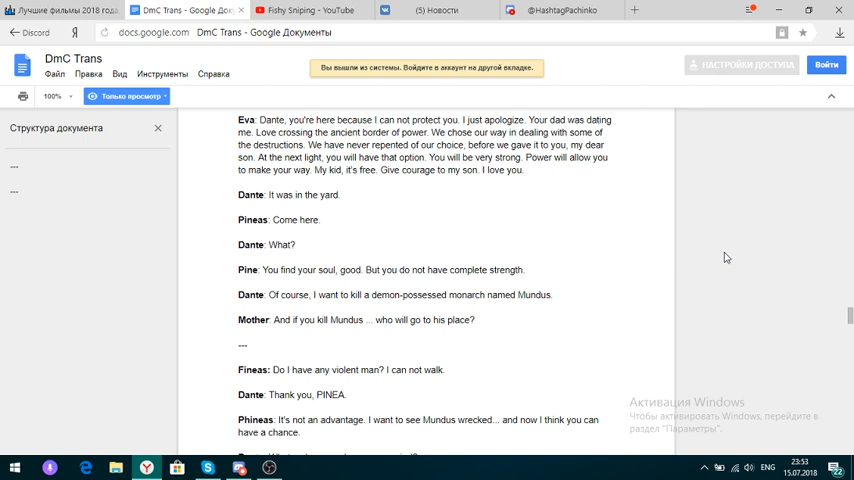 Лучшие фильмы 2018 года.
DmC Trans - Google Доку
Fishy Sniping - YouTube
(5) Новости
@HashtagPachinko
Discord
Я
docs.google.com DmC Trans - Google Документы
DmC Trans
Файл Правка Вид Инструменты Справка
Вы вышли из системы. Войдите в аккаунт на другой вкладке.
НАСТРОЙКИ ДОСТУПА
Войти
100%
Только просмотр
Структура документа
---
---
Eva: Dante, you're here because I can not protect you. I just apologize. Your dad was dating
me. Love crossing the ancient border of power. We chose our way in dealing with some of
the destructions. We have never repented of our choice, before we gave it to you, my dear
son. At the next light, you will have that option. You will be very strong. Power will allow you
to make your way. My kid, it's free. Give courage to my son. I love you.
Dante: It was in the yard.
Pineas: Come here.
Dante: What?
Pine: You find your soul, good. But you do not have complete strength.
Dante: Of course, I want to kill a demon-possessed monarch named Mundus.
Mother: And if you kill Mundus ... who will go to his place?
---
Fineas: Do I have any violent man? I can not walk.
Dante: Thank you, PINEA.
Phineas: It's not an advantage. I want to see Mundus wrecked... and now I think you can
have a chance.
Активация Windows
Чтобы активировать Windows, перейдите в
раздел "Параметры".
ENG
23:53
15.07.2018
22